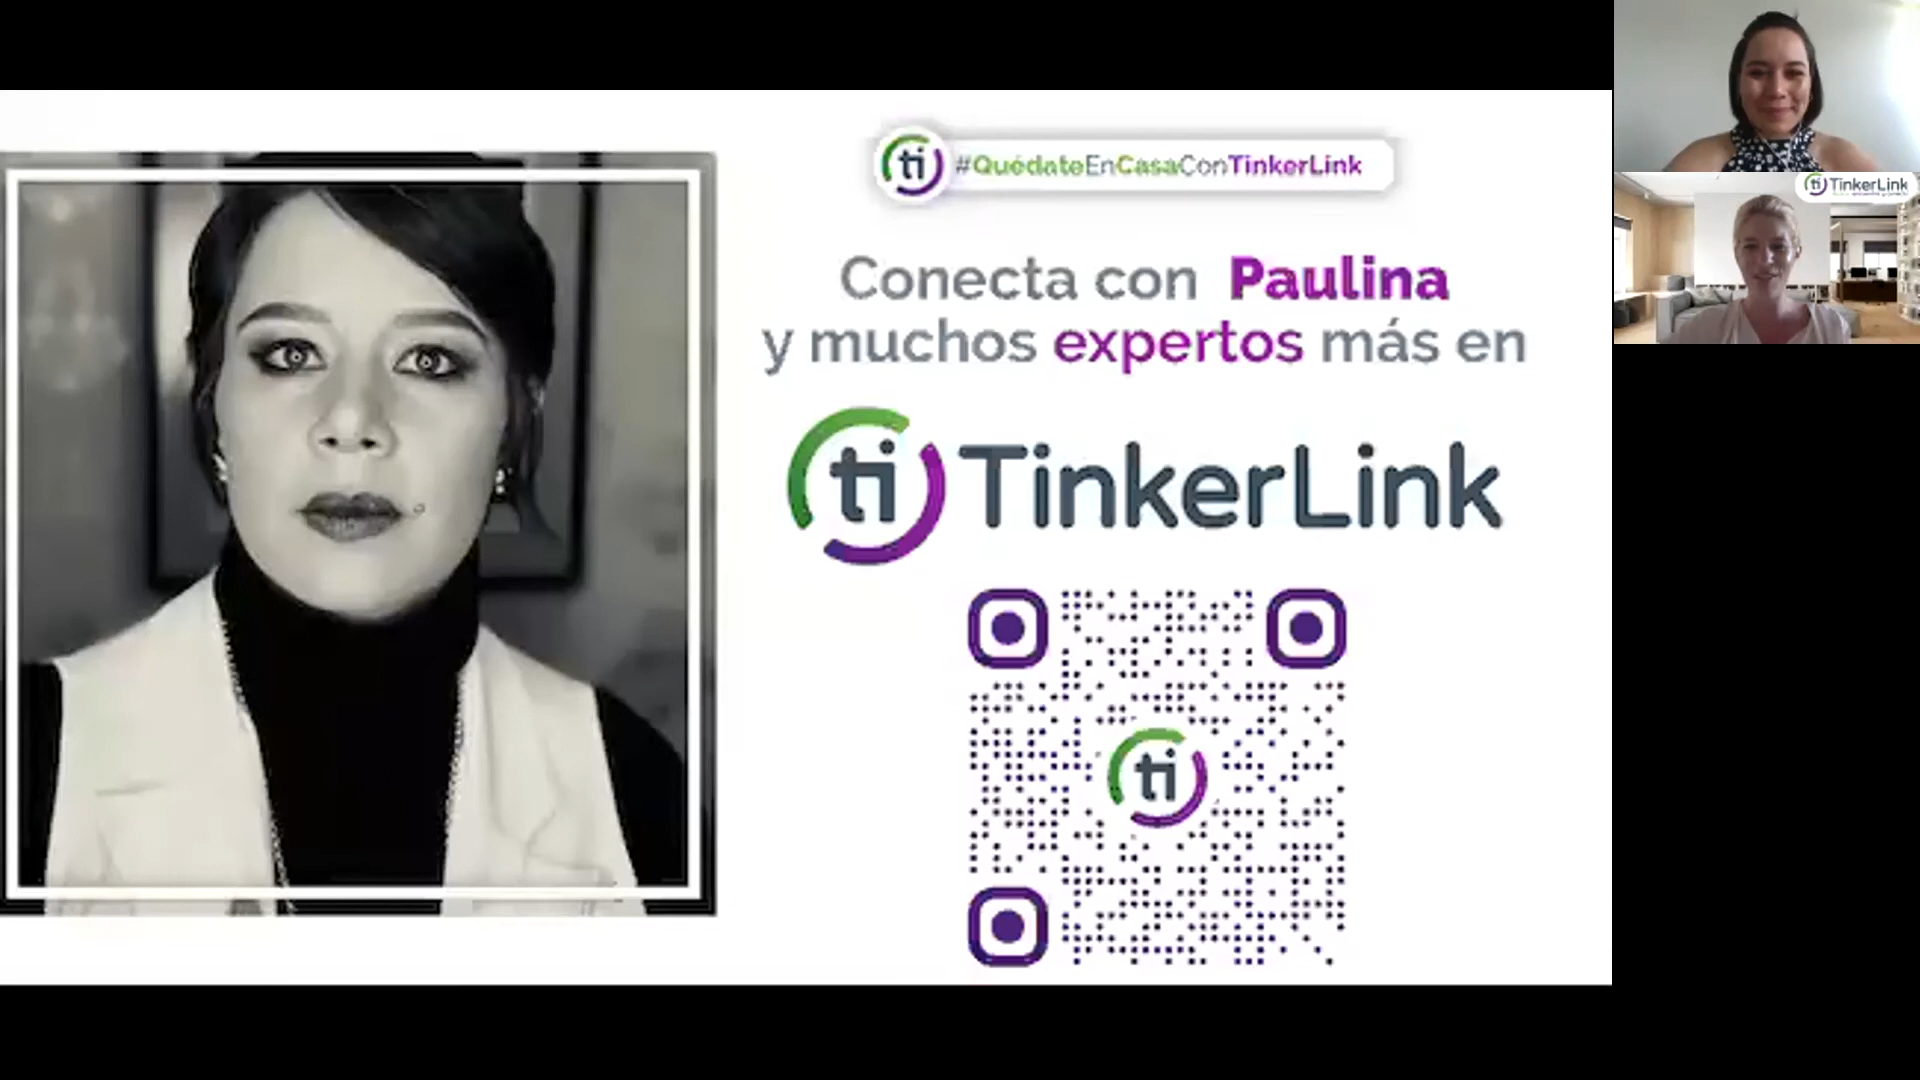 ti #QuédateEnCasaConTinkerLink
Conecta con Paulina
y muchos expertos más en
ti TinkerLink
ti
ti TinkerLink